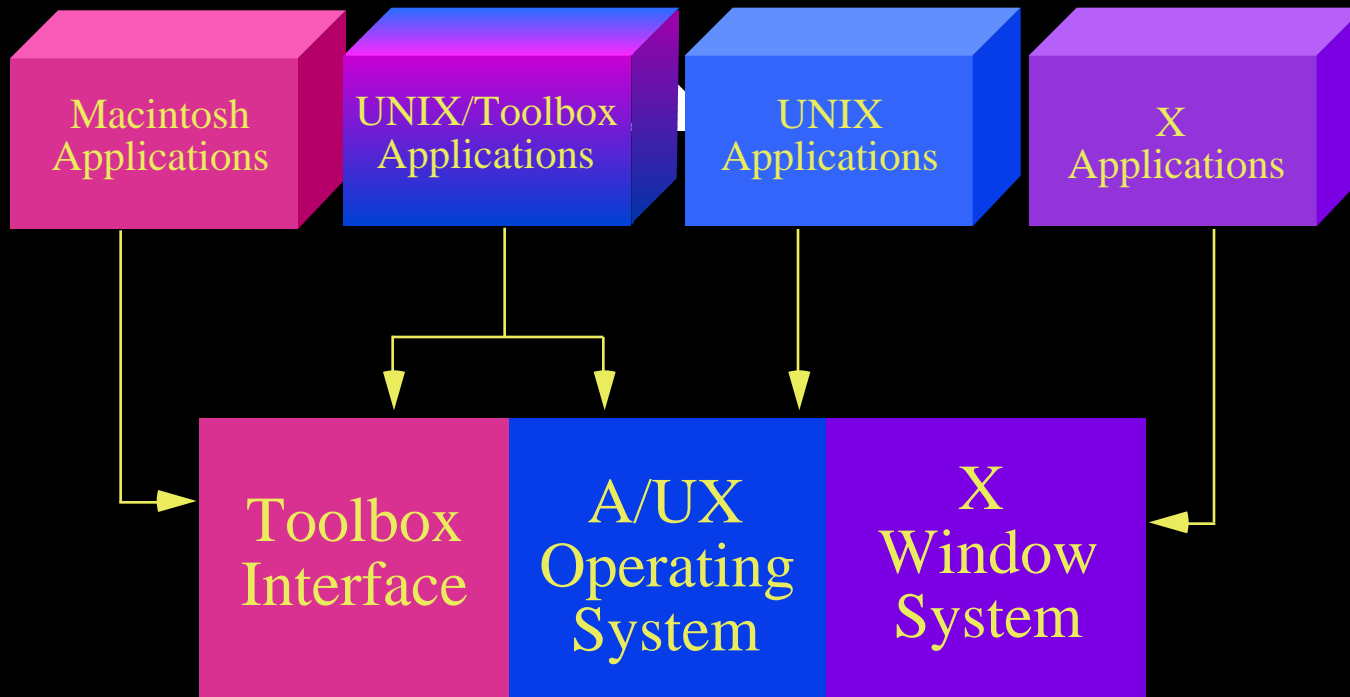 Macintosh
Applications
UNIX/Toolbox
Applications
UNIX
Applications
X
Applications
Toolbox
Interface
A/UX
Operating
System
X
Window
System